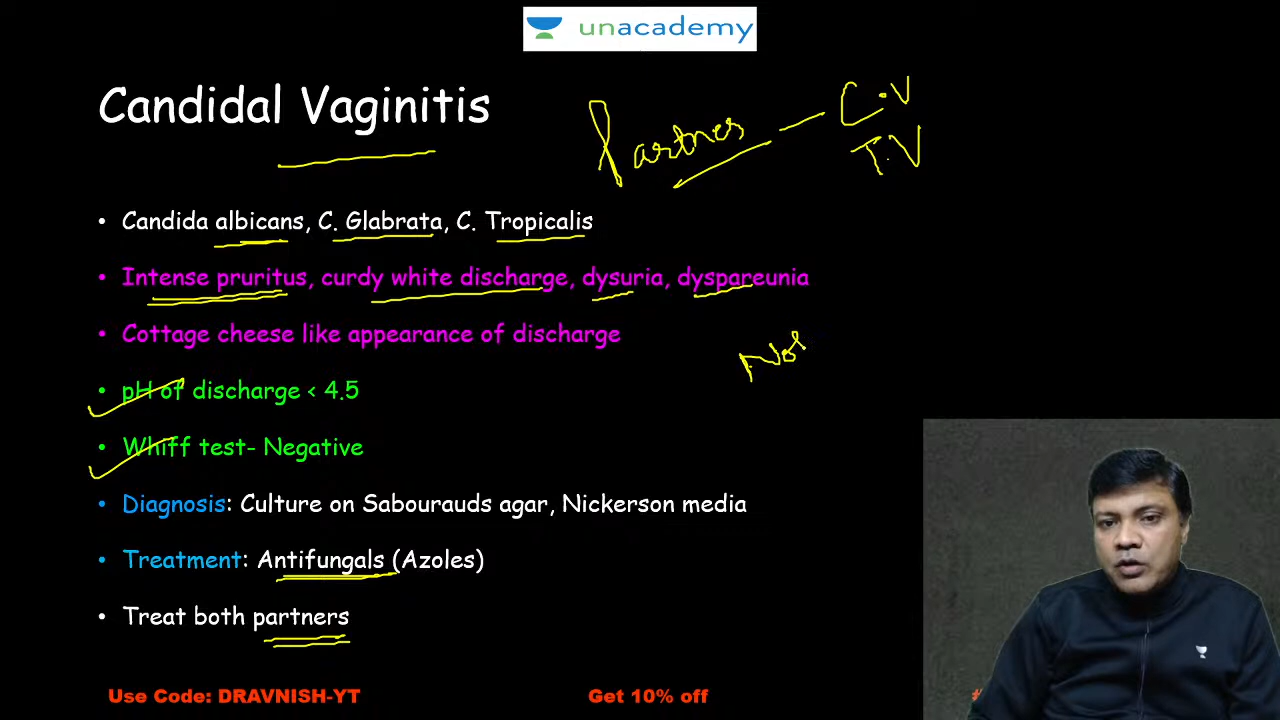 unacademy
Candidal Vaginitis
Partner - C.V
T.V
• Candida albicans, C. Glabrata, C. Tropicalis
• Intense pruritus, curdy white discharge, dysuria, dyspareunia
• Cottage cheese like appearance of discharge
Not
• pH of discharge < 4.5
• Whiff test- Negative
• Diagnosis: Culture on Sabourauds agar, Nickerson media
• Treatment: Antifungals (Azoles)
• Treat both partners
Use Code: DRAVNISH-YT
Get 10% off
#